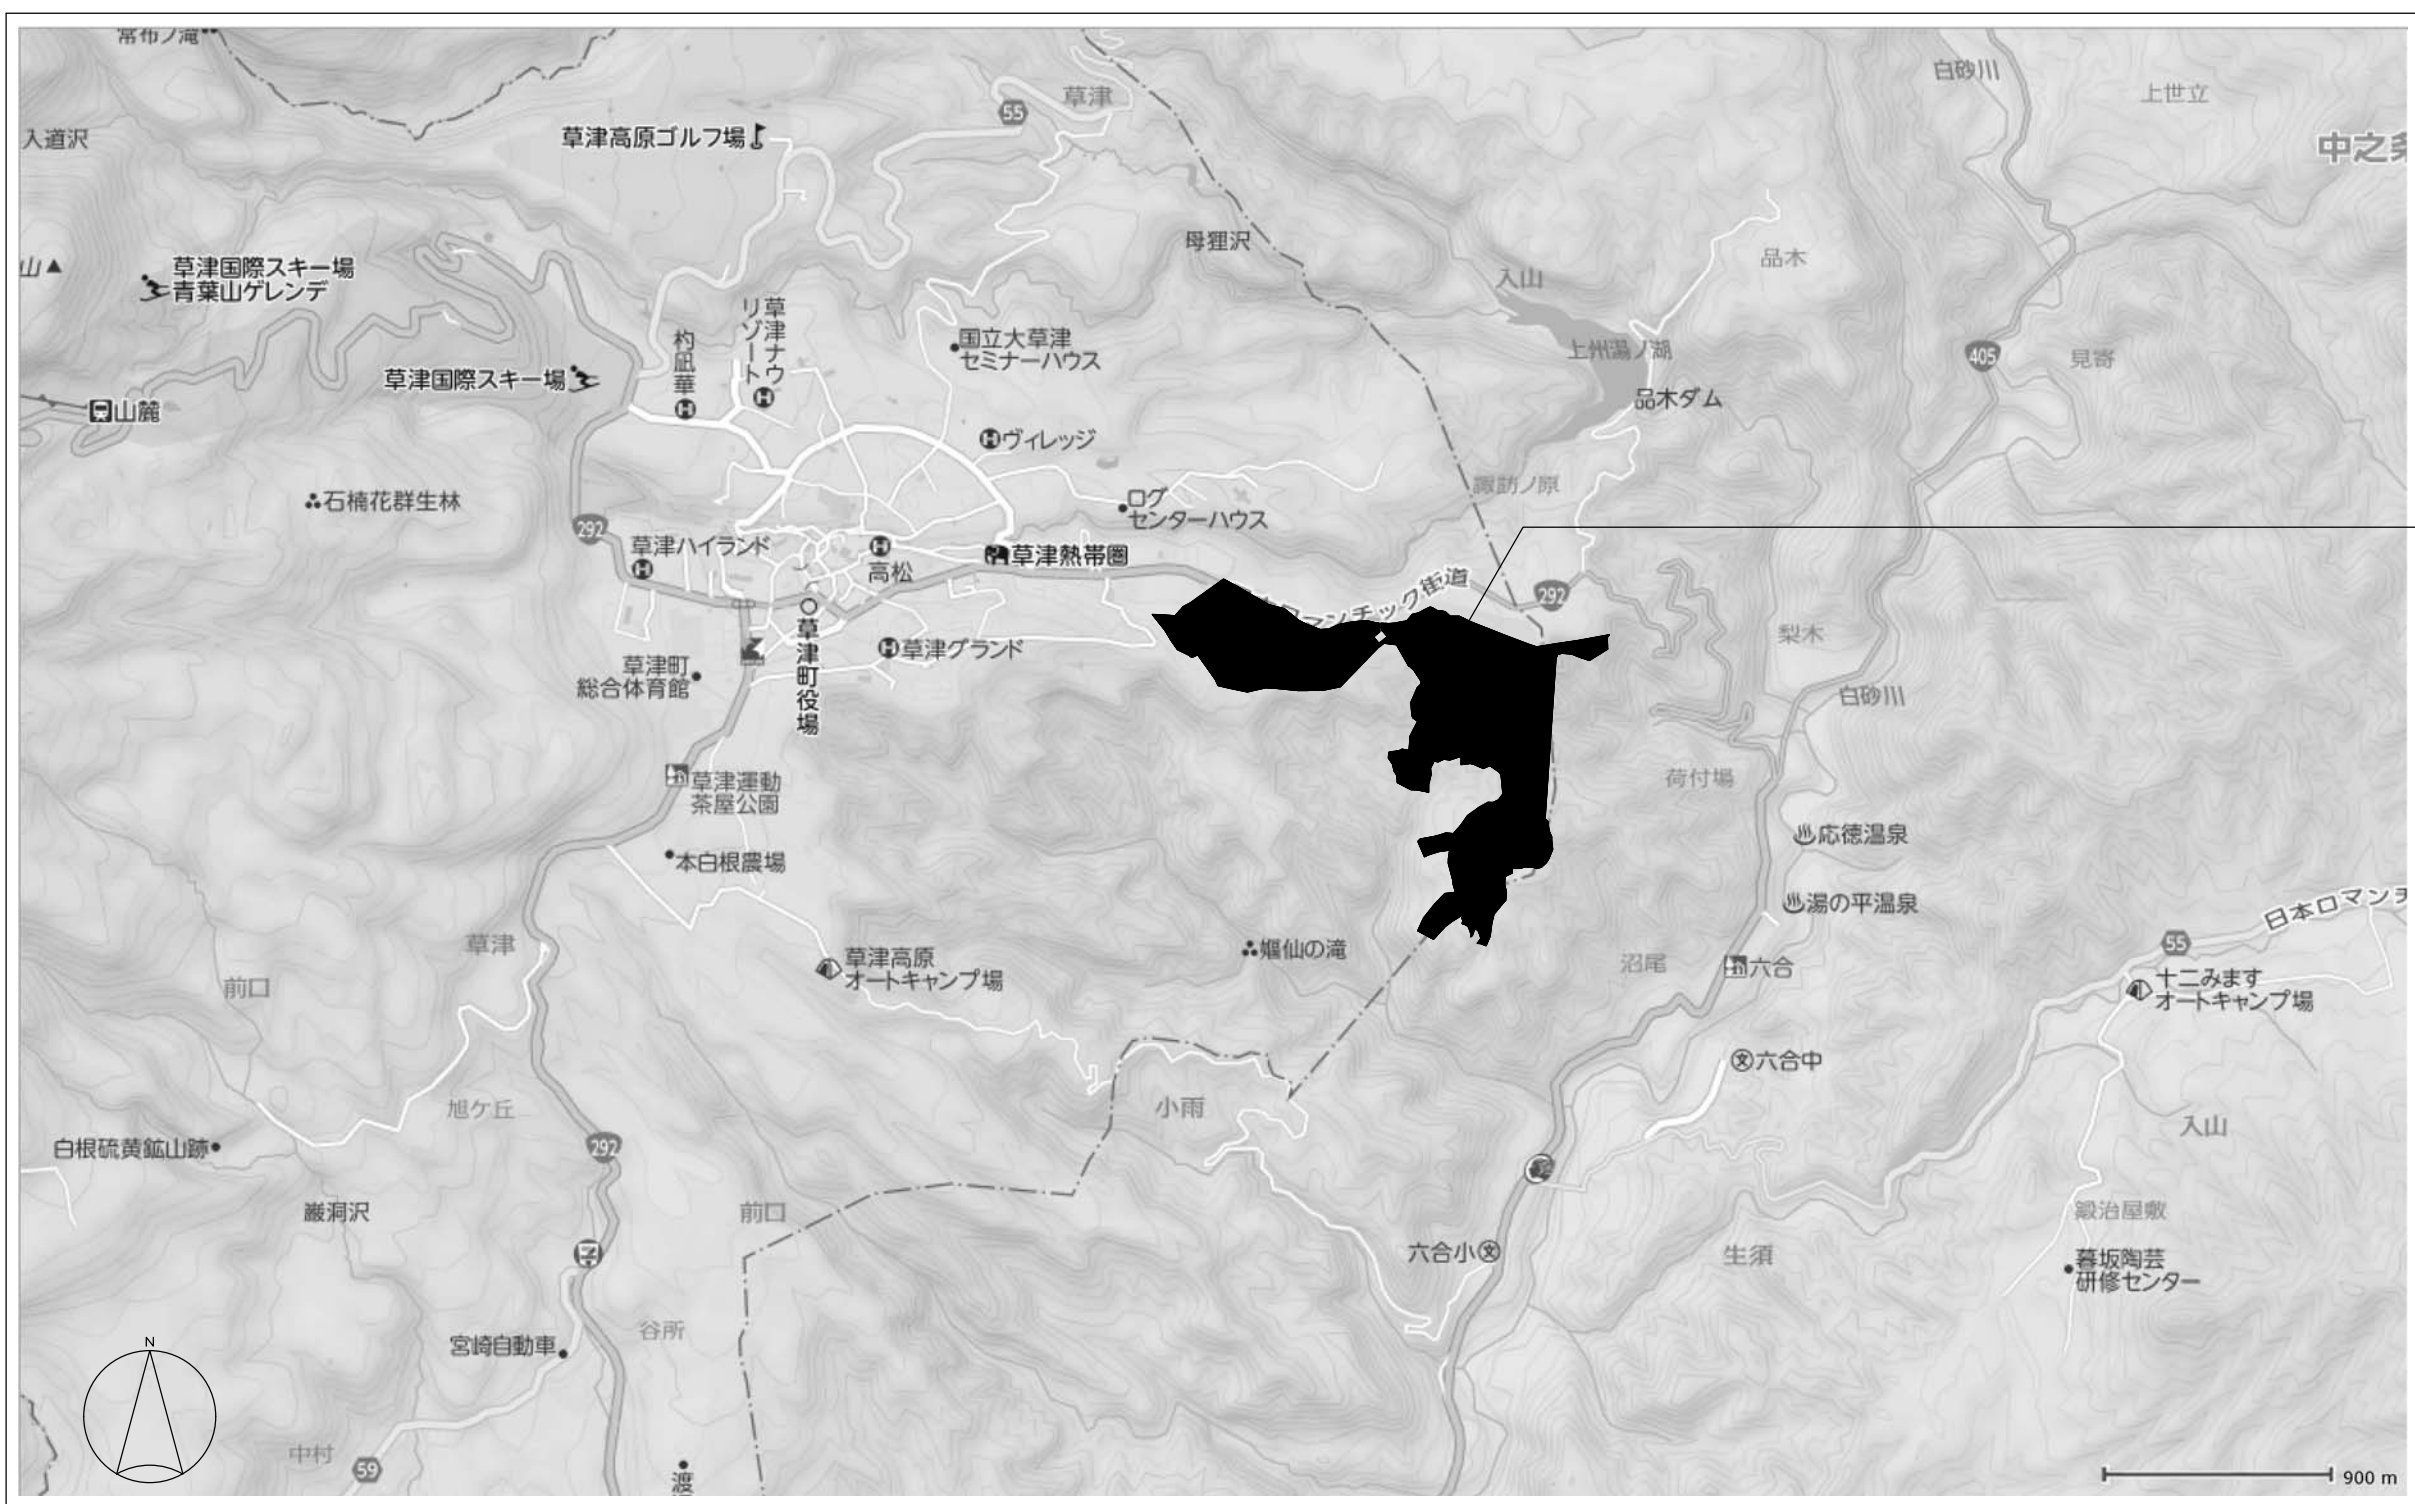 常布ノ滝
入道沢
草津高原ゴルフ場
55
草津
白砂川
上世立
中之条
山▲
草津国際スキー場
青葉山ゲレンデ
母狸沢
入山
品木
草津ナウ
リゾート
杓凪華
国立大草津
セミナーハウス
上州湯ノ湖
405
見寄
草津国際スキー場
山麓
品木ダム
ヴィレッジ
石楠花群生林
ログ
センターハウス
諏訪ノ原
292
草津ハイランド
高松
草津熱帯圏
ロマンチック街道
292
草津町役場
草津グランド
草津町
総合体育館
梨木
白砂川
草津運動
茶屋公園
荷付場
応徳温泉
本白根農場
湯の平温泉
日本ロマンチ
草津
前口
草津高原
オートキャンプ場
嫗仙の滝
沼尾
六合
55
十二みます
オートキャンプ場
六合中
旭ケ丘
小雨
入山
白根硫黄鉱山跡
292
巌洞沢
前口
鍛治屋敷
六合小
生須
暮坂陶芸
研修センター
谷所
宮崎自動車
N
中村
59
渡
900 m